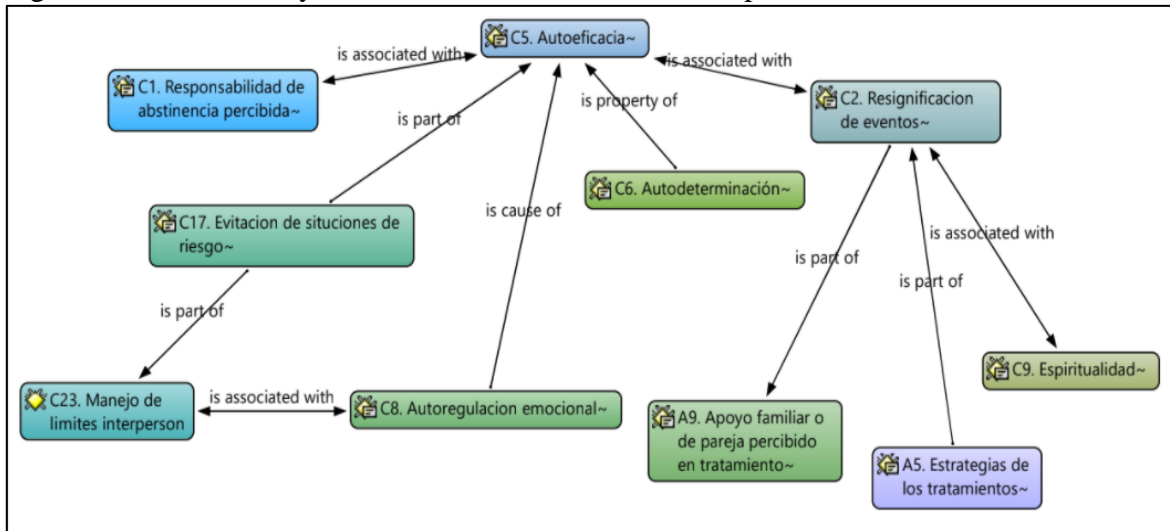 C5. Autoeficacia~
is associated with
is associated with
C1. Responsabilidad de
abstinencia percibida~
C2. Resignificacion
de eventos~
is part of
is property of
C6. Autodeterminación~
C17. Evitacion de situciones de
riesgo~
is cause of
is associated with
is part of
is part of
is part of
C9. Espiritualidad~
C23. Manejo de
limites interperson
is associated with
C8. Autoregulacion emocional~
A9. Apoyo familiar o
de pareja percibido
en tratamiento~
A5. Estrategias de
los tratamientos~